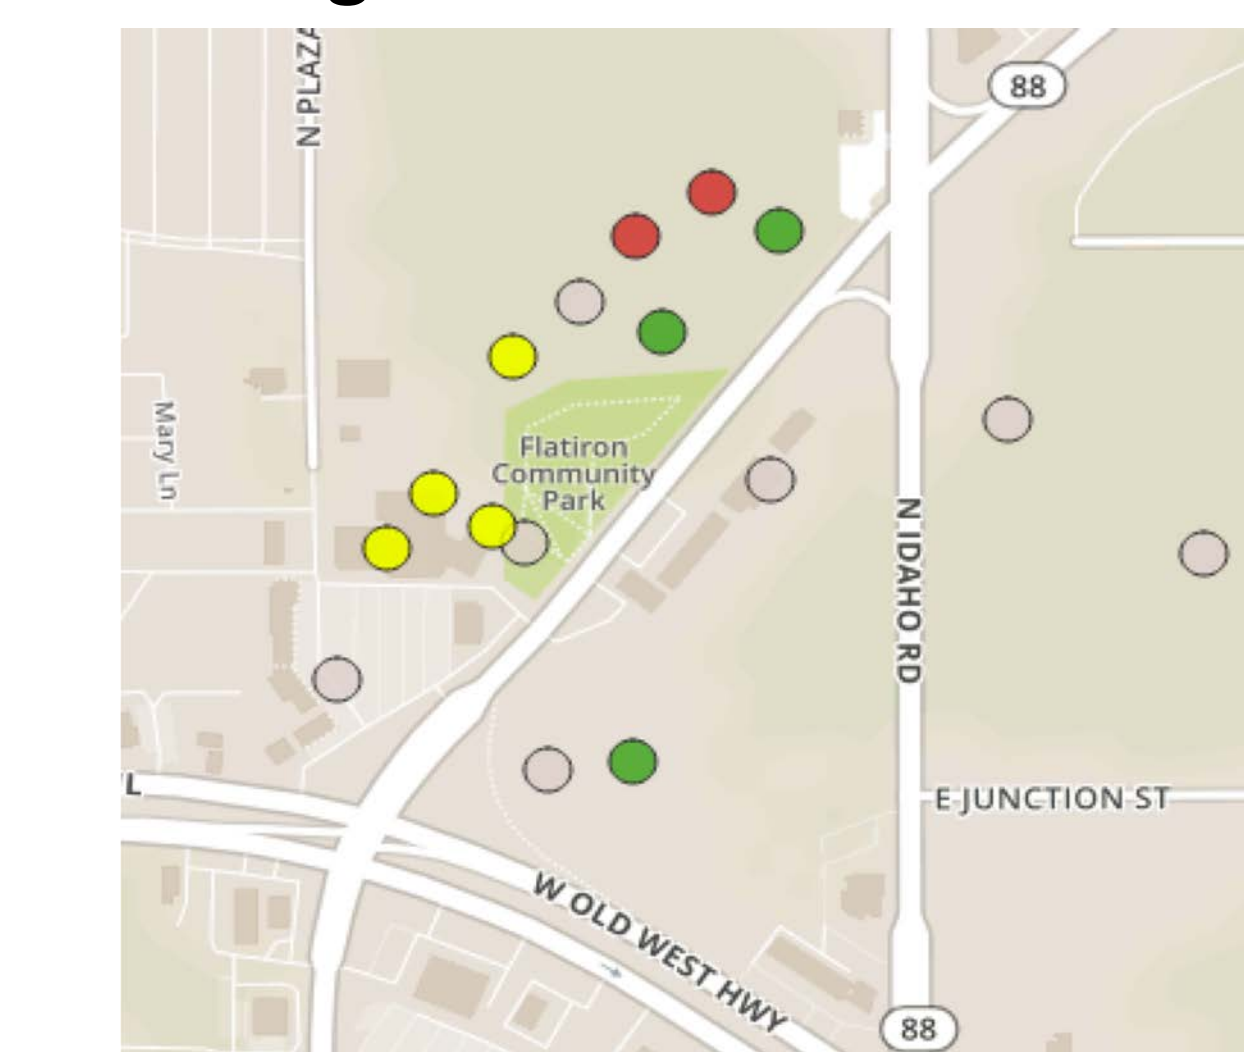 N PLAZA
88
Mary Ln
Flatiron
Community
Park
N IDAHO RD
E JUNCTION ST
W OLD WEST HWY
88